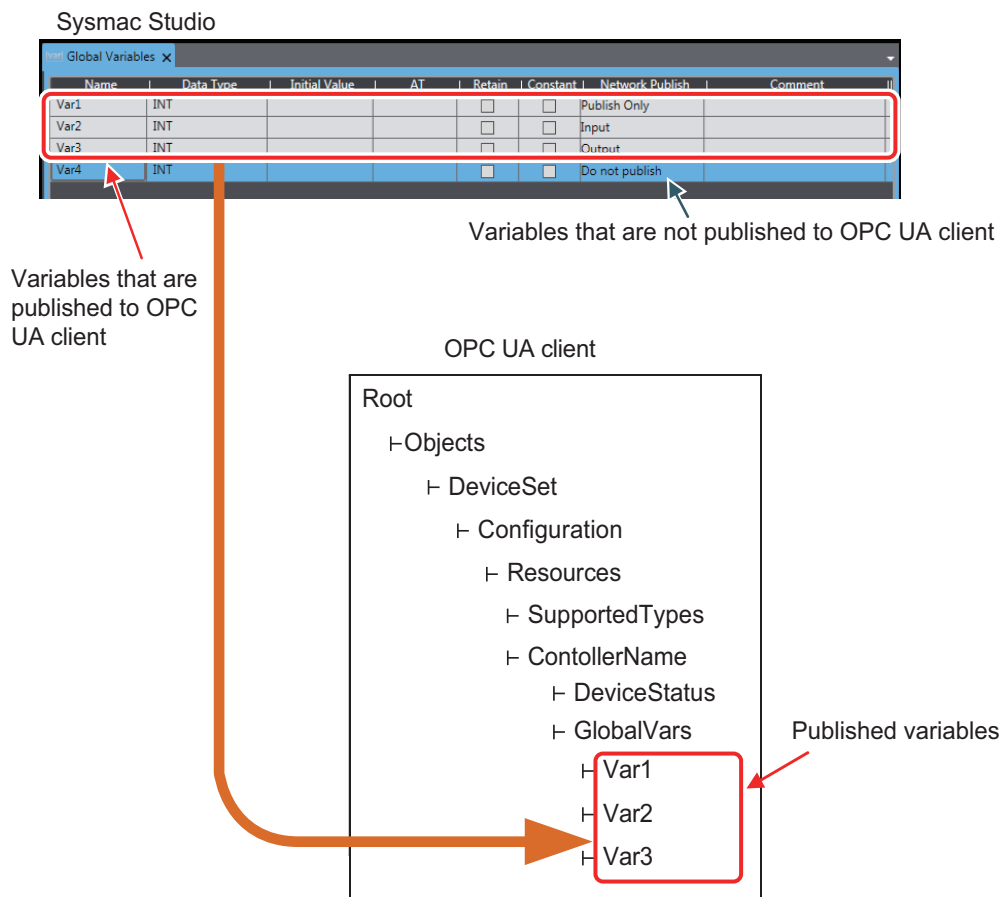 Sysmac Studio
Global Variables
Name Data Type Initial Value AT Retain Constant Network Publish Comment
Var1 INT Publish Only
Var2 INT Input
Var3 INT Output
Var4 INT Do not publish
Variables that are not published to OPC UA client
Variables that are
published to OPC
UA client
OPC UA client
Root
Objects
DeviceSet
Configuration
Resources
SupportedTypes
ContollerName
DeviceStatus
GlobalVars
Published variables
Var1
Var2
Var3